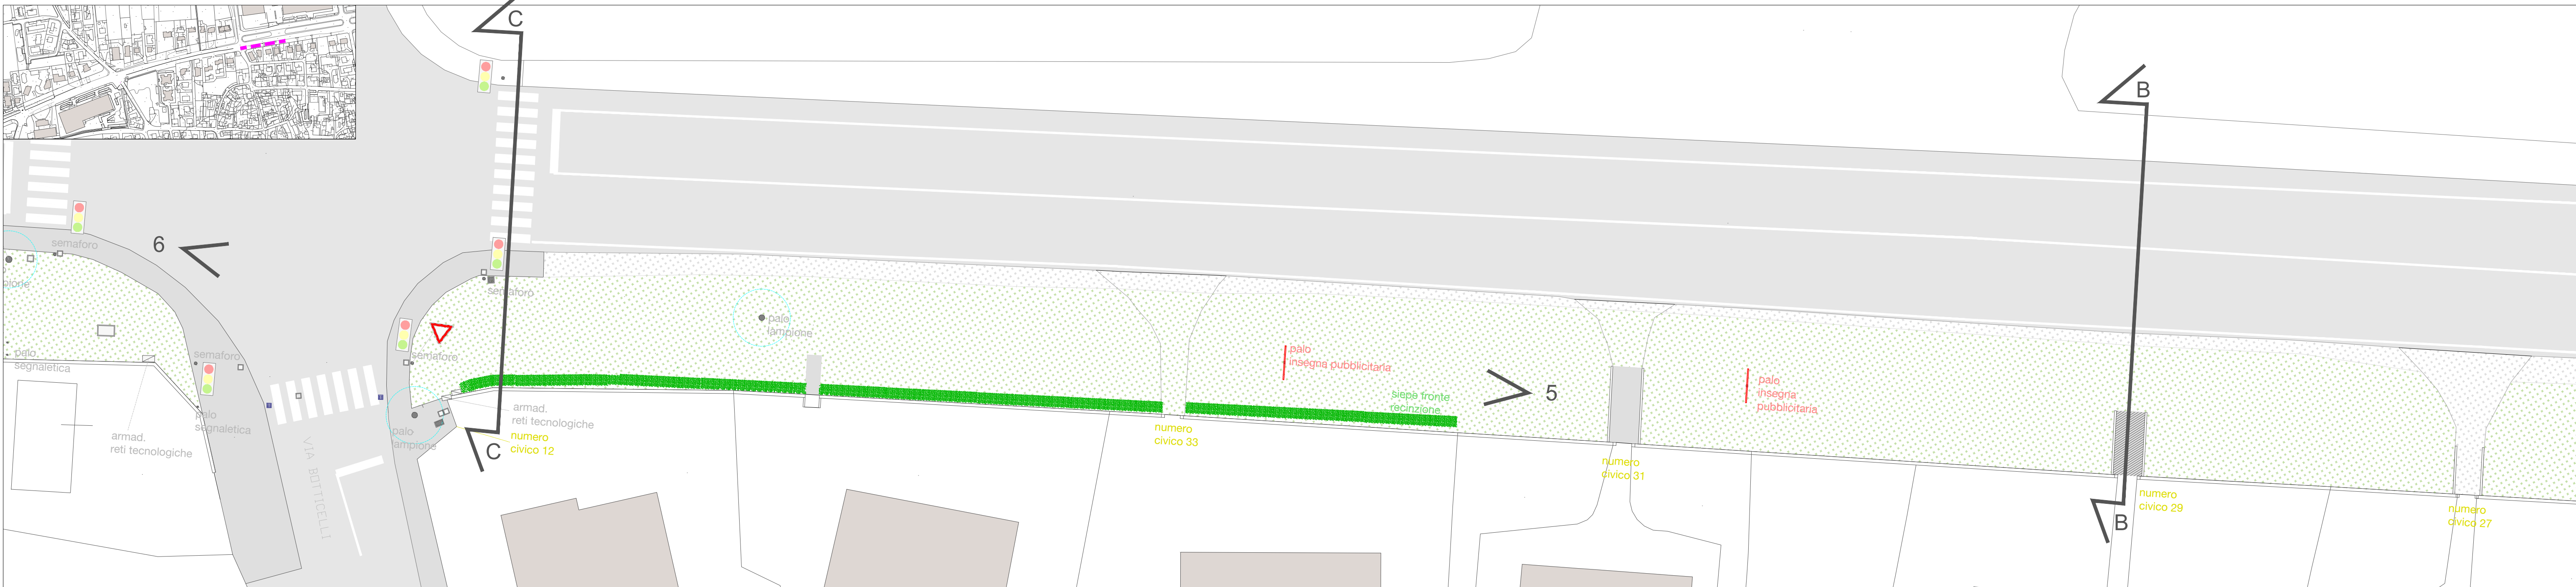 C
B
6
semaforo
pione
semaforo
palo
lampione
palo
segnaletica
semaforo
semaforo
palo
insegna pubblicitaria
5
palo
insegna
pubblicitaria
siepe fronte
recinzione
armad.
reti tecnologiche
palo
segnaletica
palo
lampione
armad.
reti tecnologiche
numero
civico 12
C
VIA BOTTICELLI
numero
civico 33
numero
civico 31
numero
civico 29
B
numero
civico 27